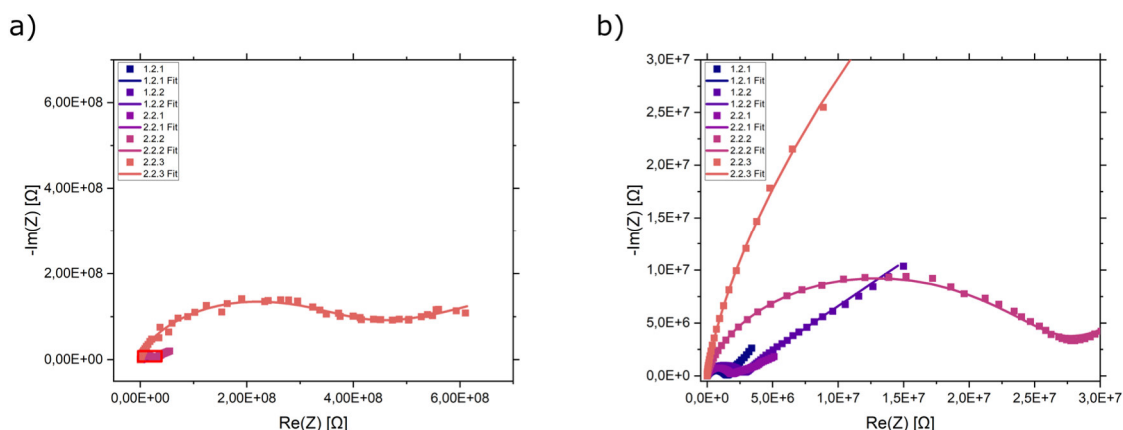 a)
1.2.1
1.2.1 Fit
1.2.2
1.2.2 Fit
2.2.1
2.2.1 Fit
2.2.2
2.2.2 Fit
2.2.3
2.2.3 Fit
6,00E+08
4,00E+08
2,00E+08
0,00E+00
-Im(Z) [Ω]
0,00E+00 2,00E+08 4,00E+08 6,00E+08
Re(Z) [Ω]
b)
3,0E+7
2,5E+7
2,0E+7
1,5E+7
1,0E+7
5,0E+6
0,0E+0
-Im(Z) [Ω]
1.2.1
1.2.1 Fit
1.2.2
1.2.2 Fit
2.2.1
2.2.1 Fit
2.2.2
2.2.2 Fit
2.2.3
2.2.3 Fit
0,0E+0 5,0E+6 1,0E+7 1,5E+7 2,0E+7 2,5E+7 3,0E+7
Re(Z) [Ω]